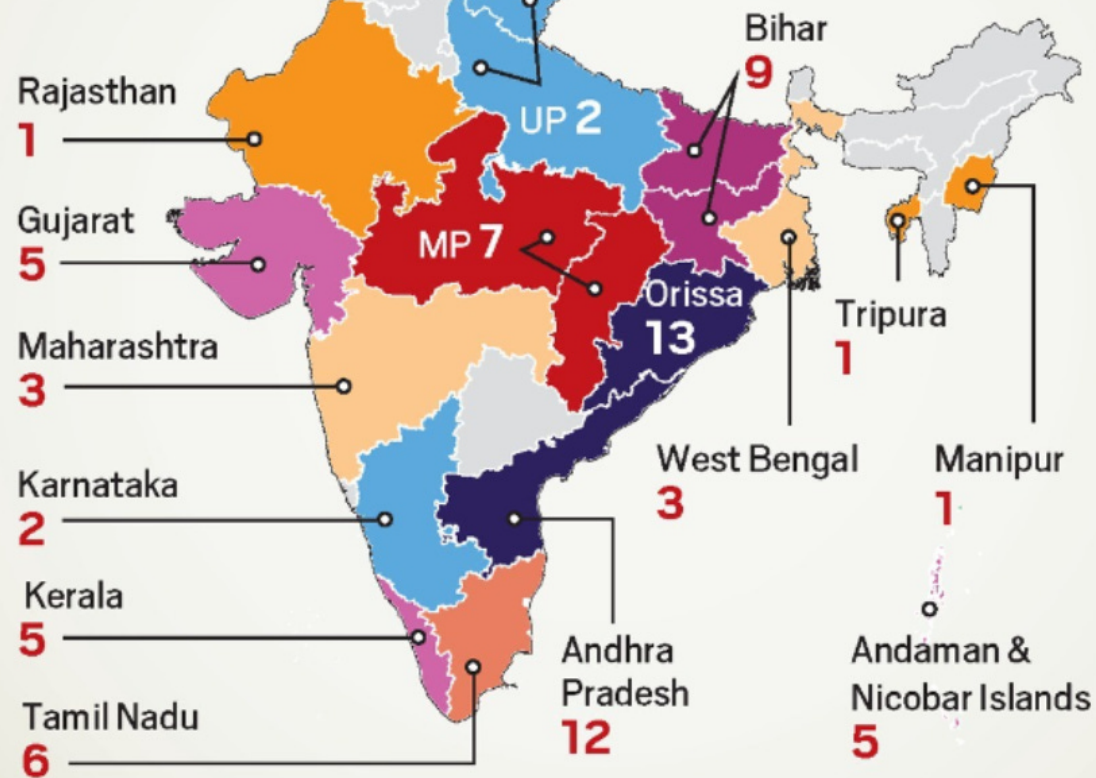 Bihar
9
Rajasthan
1
UP 2
Gujarat
5
MP 7
Orissa
13
Tripura
1
Maharashtra
3
West Bengal
3
Manipur
1
Karnataka
2
Kerala
5
Andhra
Pradesh
12
Andaman &
Nicobar Islands
5
Tamil Nadu
6